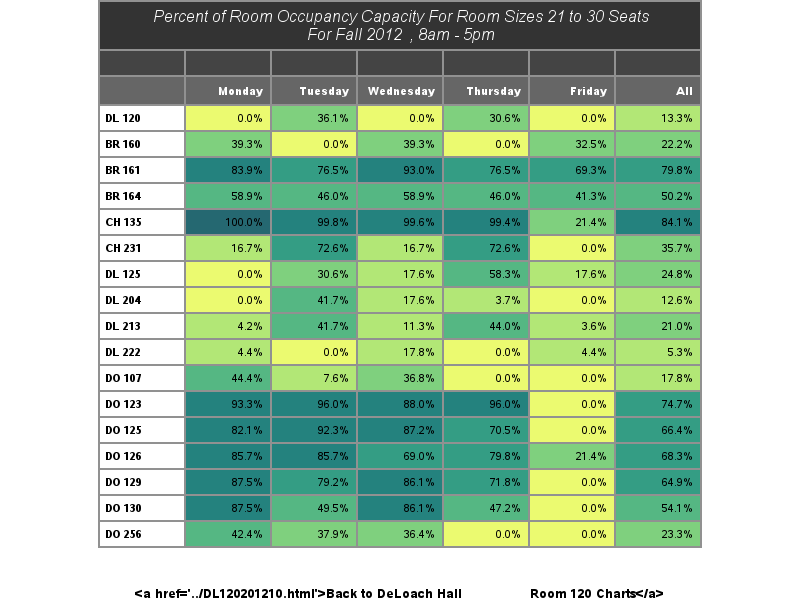 Percent of Room Occupancy Capacity For Room Sizes 21 to 30 Seats
For Fall 2012 , 8am - 5pm
Monday Tuesday Wednesday Thursday Friday All
DL 120 0.0% 36.1% 0.0% 30.6% 0.0% 13.3%
BR 160 39.3% 0.0% 39.3% 0.0% 32.5% 22.2%
BR 161 83.9% 76.5% 93.0% 76.5% 69.3% 79.8%
BR 164 58.9% 46.0% 58.9% 46.0% 41.3% 50.2%
CH 135 100.0% 99.8% 99.6% 99.4% 21.4% 84.1%
CH 231 16.7% 72.6% 16.7% 72.6% 0.0% 35.7%
DL 125 0.0% 30.6% 17.6% 58.3% 17.6% 24.8%
DL 204 0.0% 41.7% 17.6% 3.7% 0.0% 12.6%
DL 213 4.2% 41.7% 11.3% 44.0% 3.6% 21.0%
DL 222 4.4% 0.0% 17.8% 0.0% 4.4% 5.3%
DO 107 44.4% 7.6% 36.8% 0.0% 0.0% 17.8%
DO 123 93.3% 96.0% 88.0% 96.0% 0.0% 74.7%
DO 125 82.1% 92.3% 87.2% 70.5% 0.0% 66.4%
DO 126 85.7% 85.7% 69.0% 79.8% 21.4% 68.3%
DO 129 87.5% 79.2% 86.1% 71.8% 0.0% 64.9%
DO 130 87.5% 49.5% 86.1% 47.2% 0.0% 54.1%
DO 256 42.4% 37.9% 36.4% 0.0% 0.0% 23.3%
<a href='../DL120201210.html'>Back to DeLoach Hall Room 120 Charts</a>